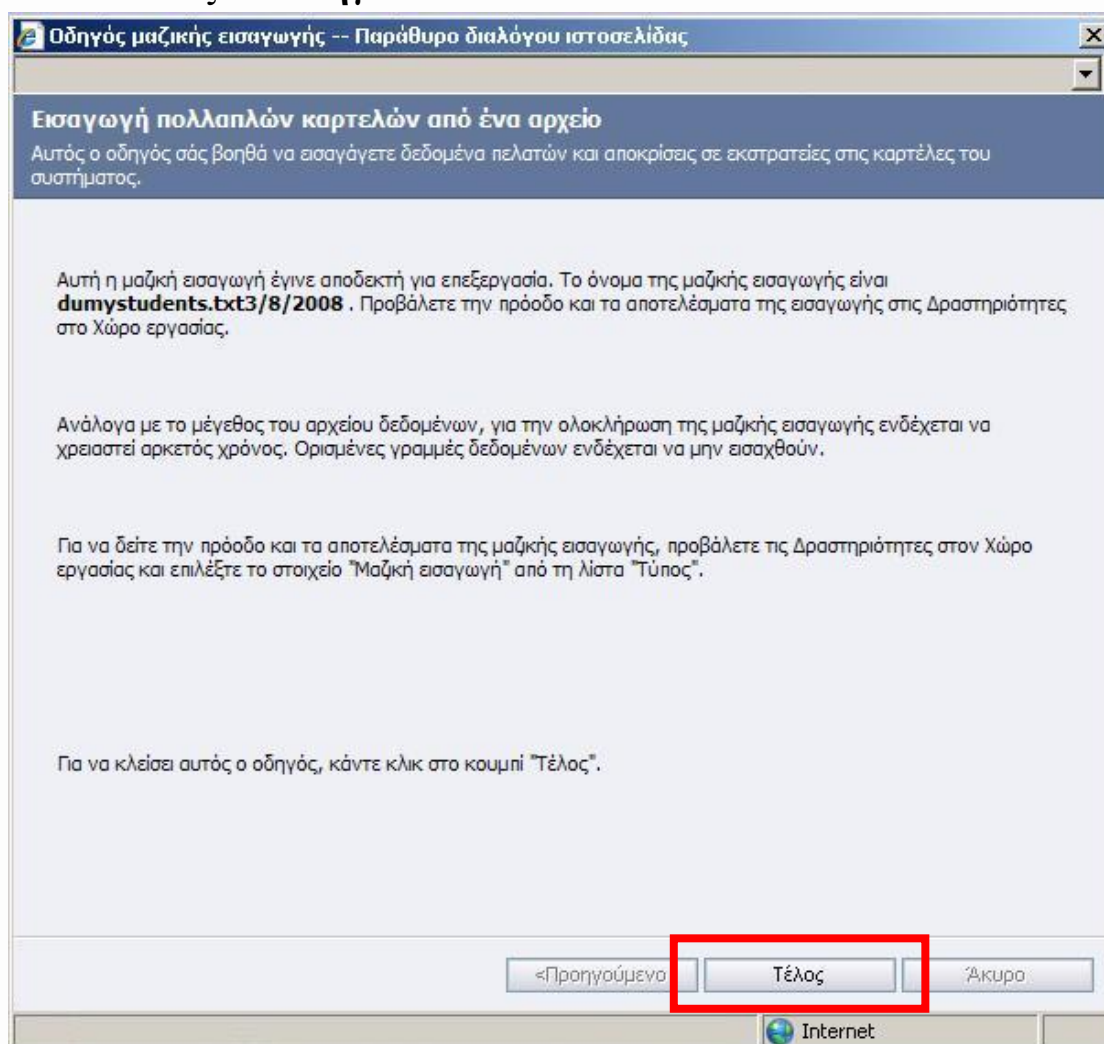 Οδηγός μαζικής εισαγωγής -- Παράθυρο διαλόγου ιστοσελίδας
Εισαγωγή πολλαπλών καρτελών από ένα αρχείο
Αυτός ο οδηγός σάς βοηθά να εισαγάγετε δεδομένα πελατών και αποκρίσεις σε εκστρατείες στις καρτέλες του
συστήματος.
Αυτή η μαζική εισαγωγή έγινε αποδεκτή για επεξεργασία. Το όνομα της μαζικής εισαγωγής είναι
dumystudents.txt3/8/2008 . Προβάλετε την πρόοδο και τα αποτελέσματα της εισαγωγής στις Δραστηριότητες
στο Χώρο εργασίας.
Ανάλογα με το μέγεθος του αρχείου δεδομένων, για την ολοκλήρωση της μαζικής εισαγωγής ενδέχεται να
χρειαστεί αρκετός χρόνος. Ορισμένες γραμμές δεδομένων ενδέχεται να μην εισαχθούν.
Για να δείτε την πρόοδο και τα αποτελέσματα της μαζικής εισαγωγής, προβάλετε τις Δραστηριότητες στον Χώρο
εργασίας και επιλέξτε το στοιχείο "Μαζική εισαγωγή" από τη λίστα "Τύπος".
Για να κλείσει αυτός ο οδηγός, κάντε κλικ στο κουμπί "Τέλος".
<Προηγούμενο Τέλος Άκυρο
Internet